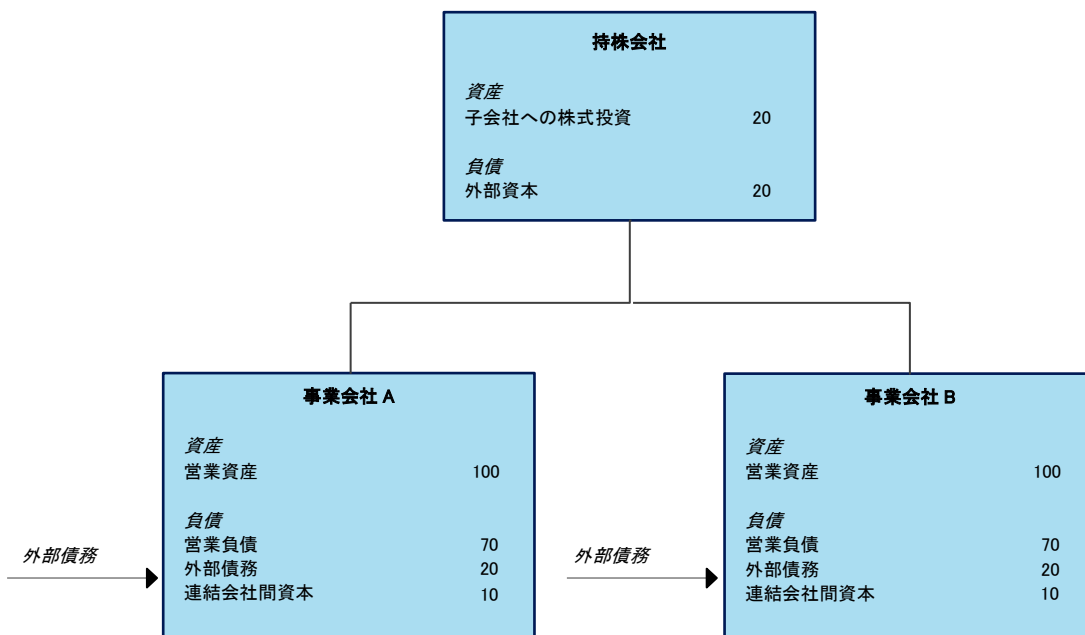 持株会社
資産
子会社への株式投資 20
負債
外部資本 20
事業会社 A
資産
営業資産 100
負債
営業負債 70
外部債務 20
連結会社間資本 10
外部債務
事業会社 B
資産
営業資産 100
負債
営業負債 70
外部債務 20
連結会社間資本 10
外部債務